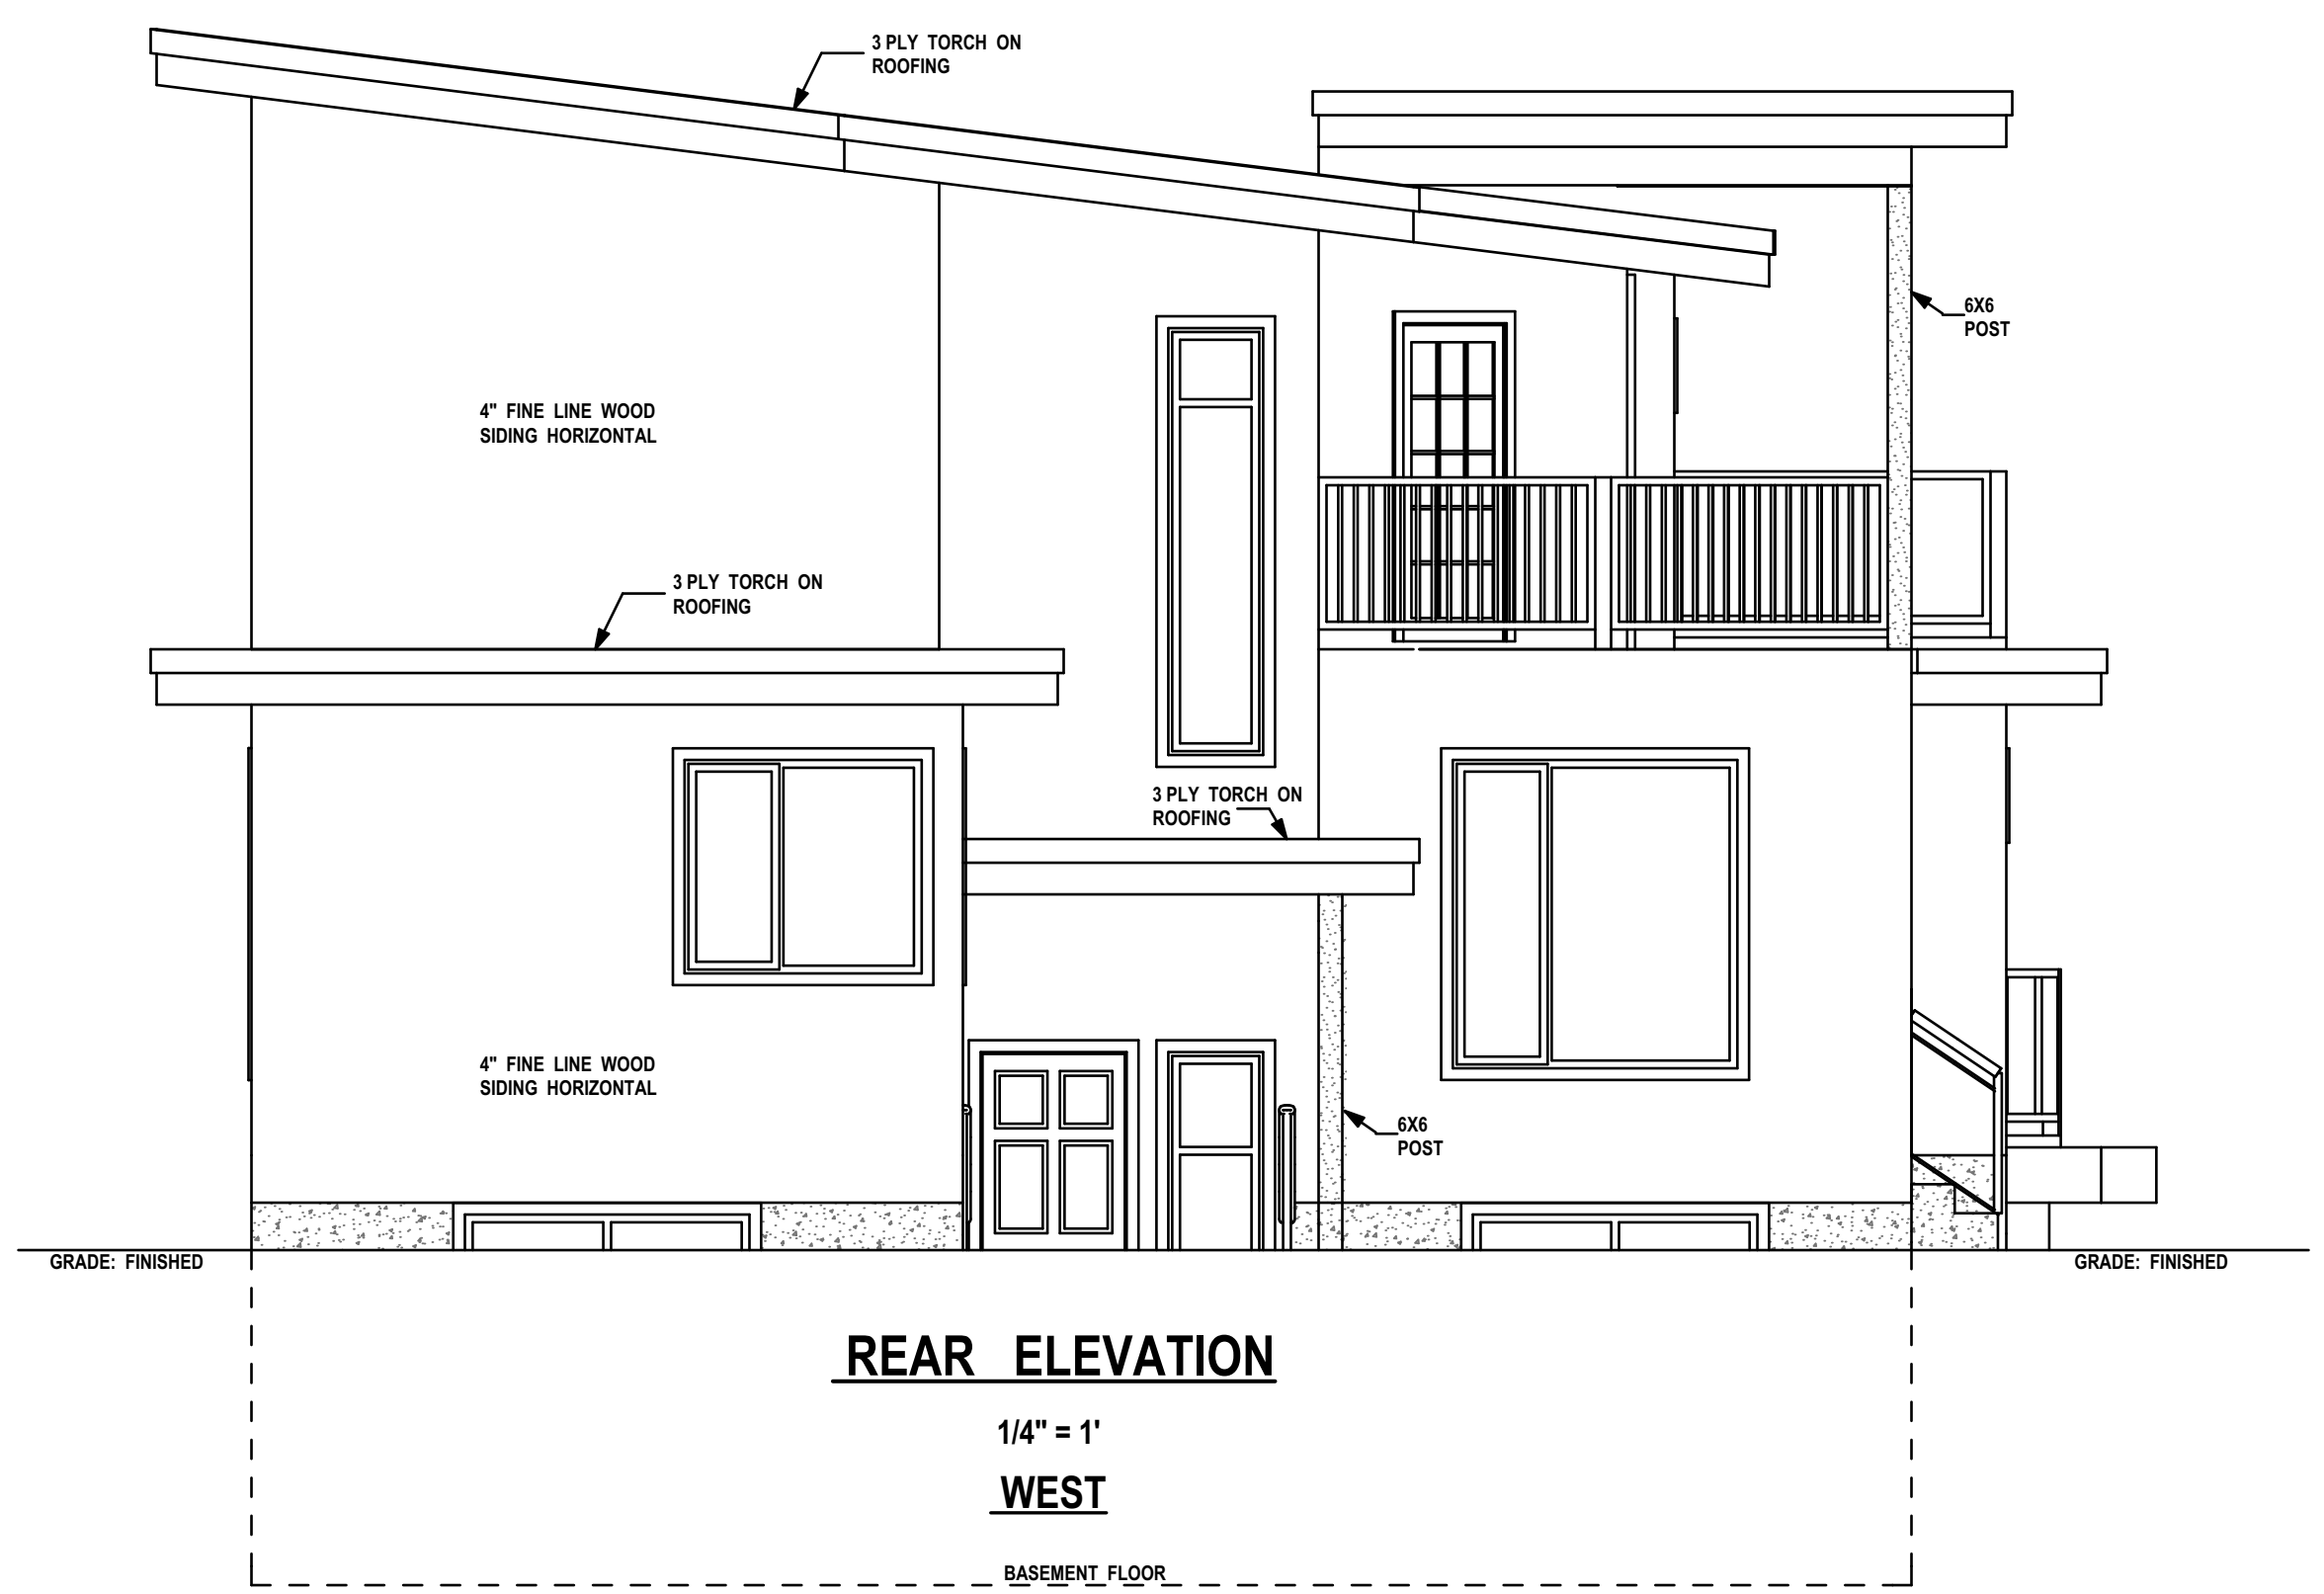 3 PLY TORCH ON
ROOFING
6X6
POST
4" FINE LINE WOOD
SIDING HORIZONTAL
3 PLY TORCH ON
ROOFING
3 PLY TORCH ON
ROOFING
4" FINE LINE WOOD
SIDING HORIZONTAL
6X6
POST
GRADE: FINISHED
GRADE: FINISHED
REAR ELEVATION
1/4" = 1'
WEST
BASEMENT FLOOR